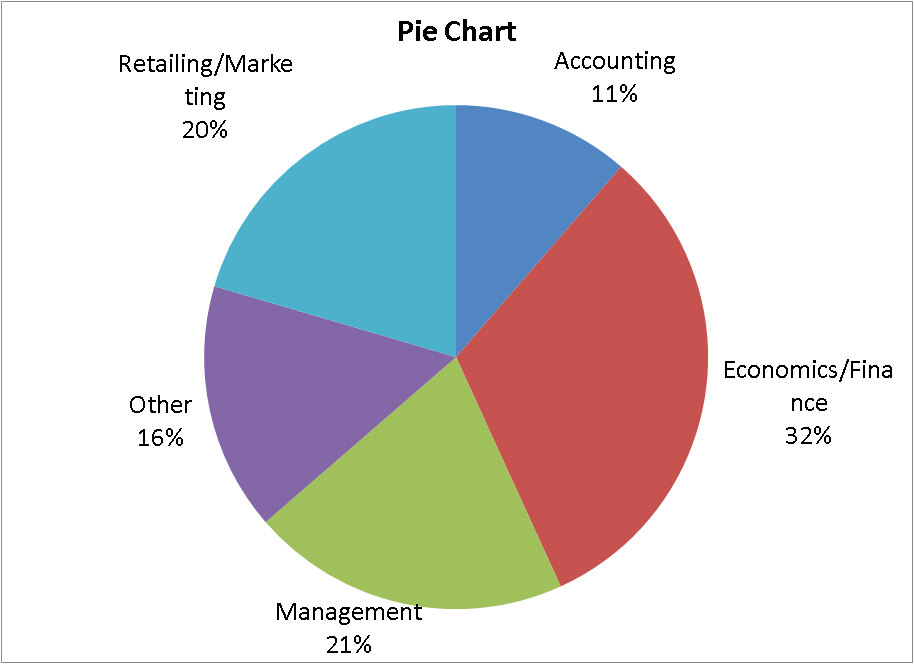 Pie Chart
Accounting
11%
Economics/Fina
nce
32%
Management
21%
Other
16%
Retailing/Marke
ting
20%